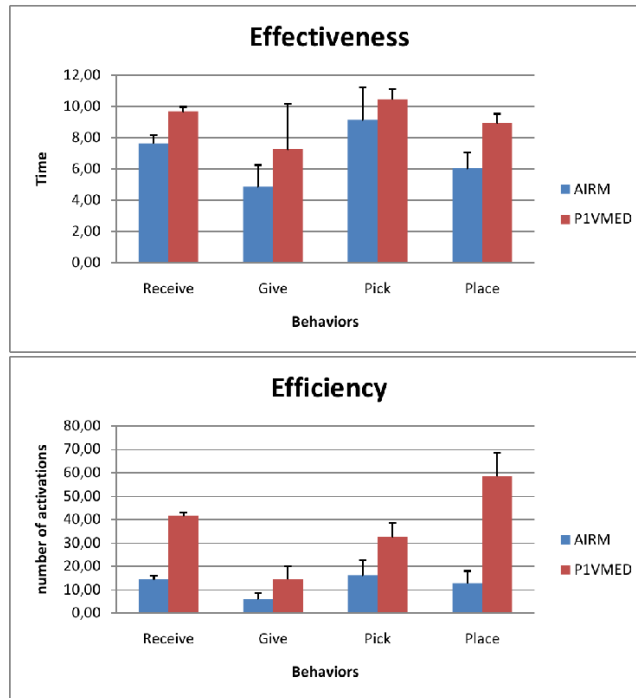 Effectiveness
12,00
10,00
8,00
6,00
4,00
2,00
0,00
Time
Receive Give Pick Place
Behaviors
AIRM
P1VMED
Efficiency
80,00
70,00
60,00
50,00
40,00
30,00
20,00
10,00
0,00
number of activations
Receive Give Pick Place
Behaviors
AIRM
P1VMED